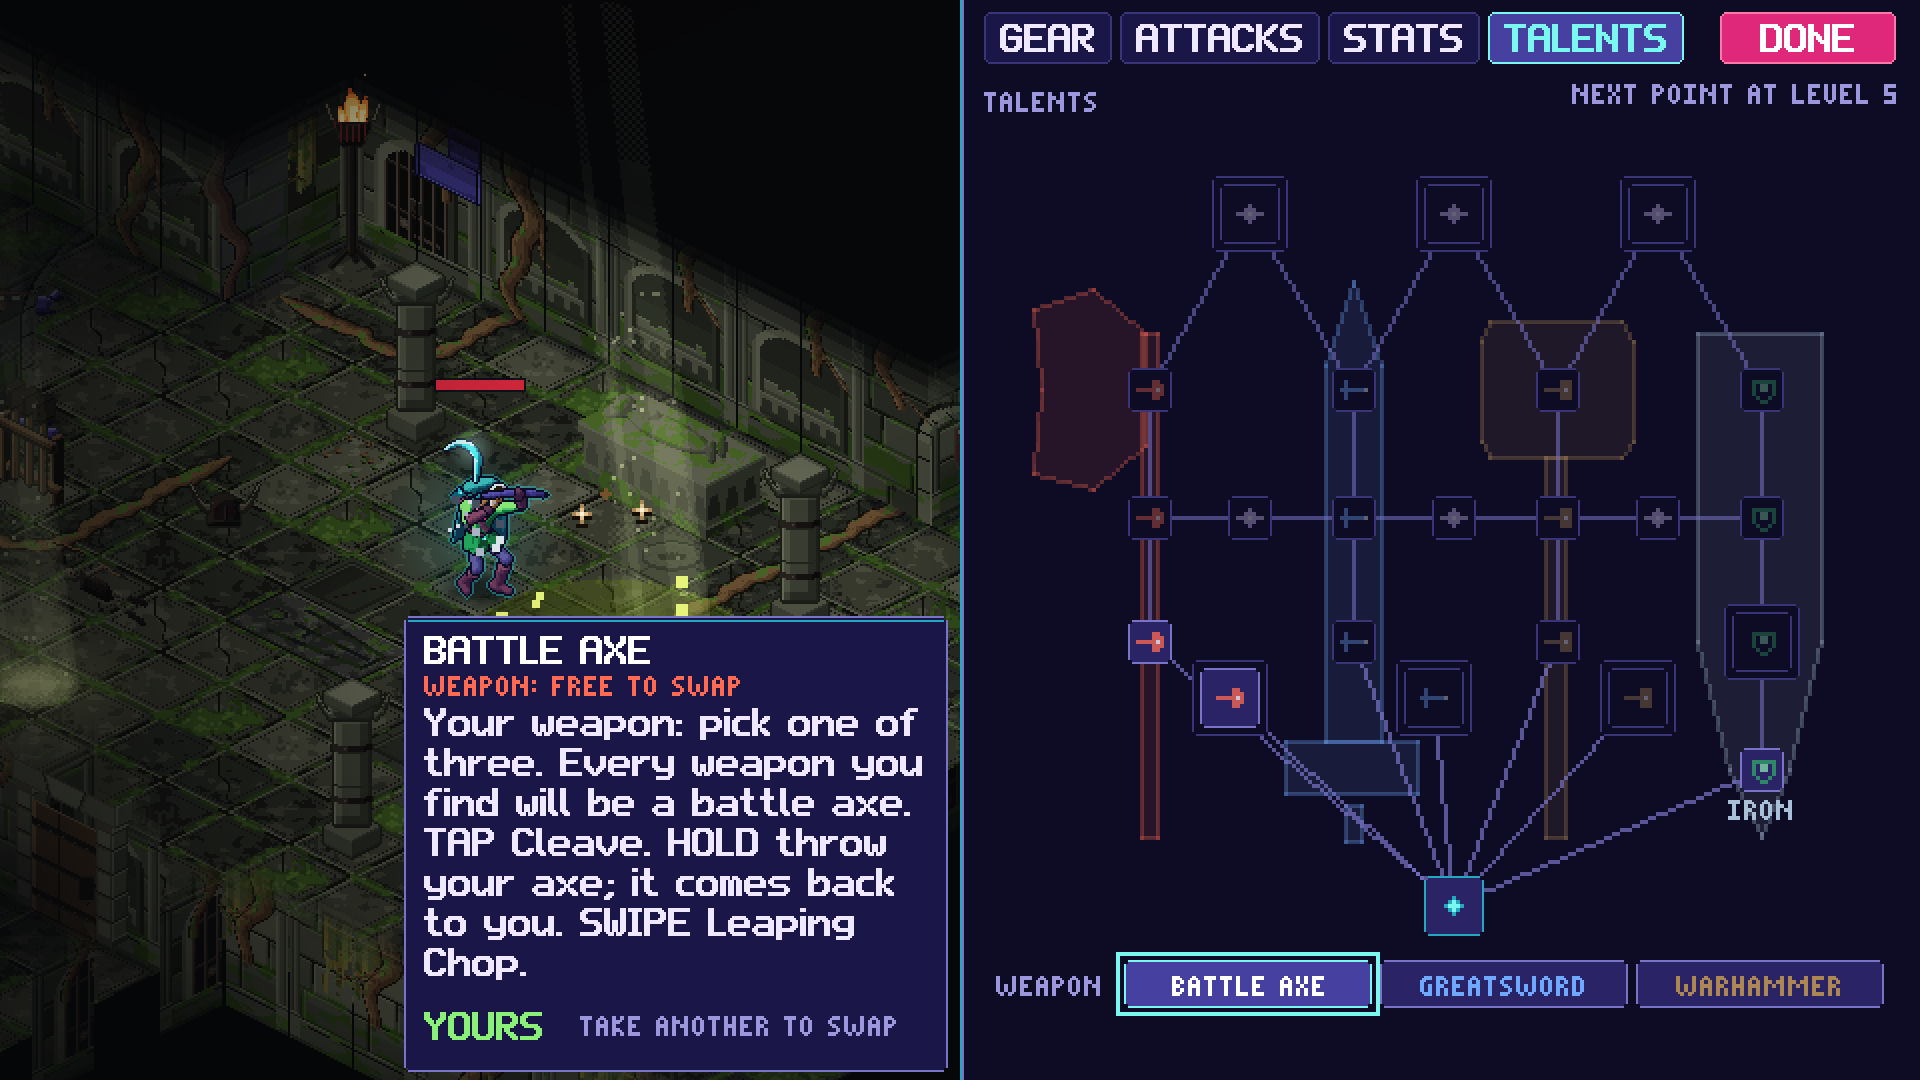 GEAR
ATTACKS
STATS
TALENTS
DONE
TALENTS
NEXT POINT AT LEVEL 5
BATTLE AXE
WEAPON: FREE TO SWAP
Your weapon: pick one of
three. Every weapon you
find will be a battle axe.
TAP Cleave. HOLD throw
your axe; it comes back
to you. SWIPE Leaping
Chop.
YOURS
TAKE ANOTHER TO SWAP
IRON
WEAPON
BATTLE AXE
GREATSWORD
WARHAMMER